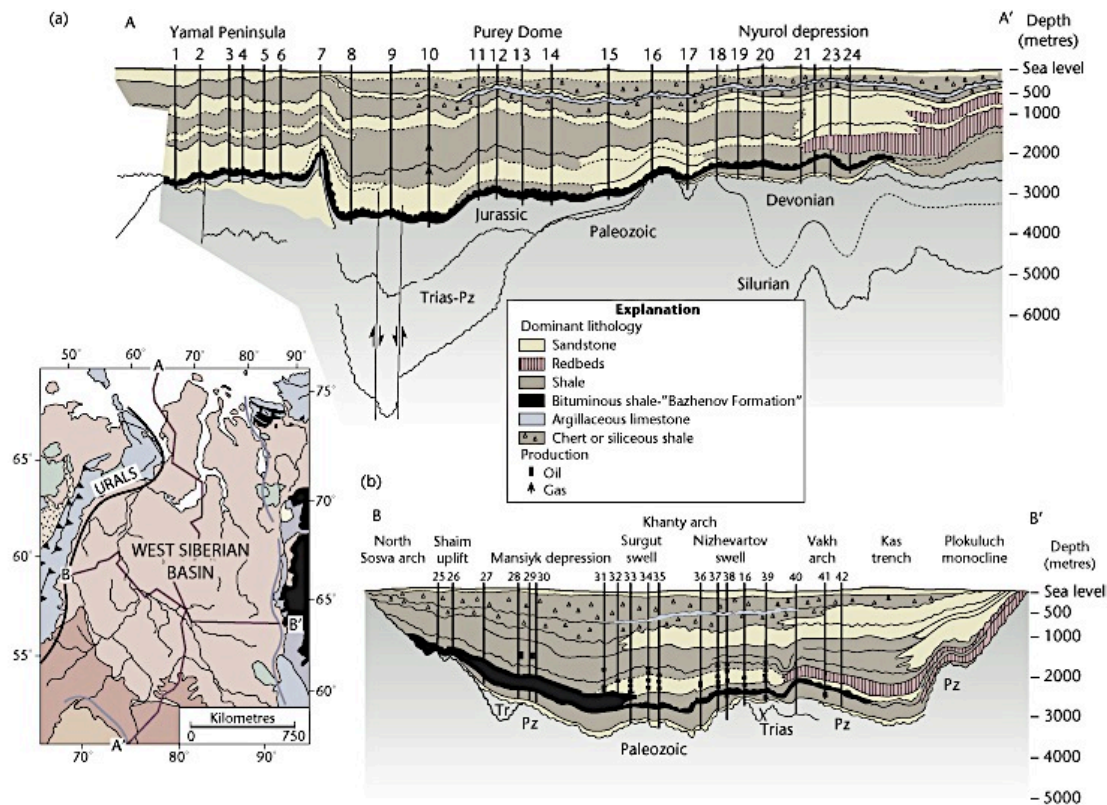 (a)
A
A'
Depth
(metres)
Yamal Peninsula
Purey Dome
Nyurol depression
1 2 3 4 5 6 7 8 9 10 11 12 13 14 15 16 17 18 19 20 21 22 23 24
Sea level
500
1000
2000
3000
4000
5000
6000
Jurassic
Paleozoic
Devonian
Trias-Pz
Silurian
Explanation
Dominant lithology
Sandstone
Redbeds
Shale
Bituminous shale-"Bazhenov Formation"
Argillaceous limestone
Chert or siliceous shale
Production
Oil
Gas
50° 60° 70° 80° 90°
A
75°
65°
URALS
70°
WEST SIBERIAN
BASIN
60°
B
65°
B'
55°
60°
Kilometres
0 750
A'
70° 80° 90°
(b)
B
B'
Khanty arch
North
Sosva arch
Shaim
uplift
Mansiyk depression
Surgut
swell
Nizhevartov
swell
Vakh
arch
Kas
trench
Plokuluch
monocline
Depth
(metres)
25 26 27 28 29 30 31 32 33 34 35 36 37 38 16 39 40 41 42
Sea level
500
1000
2000
3000
4000
5000
Tr
Pz
Paleozoic
Trias
Pz
Pz